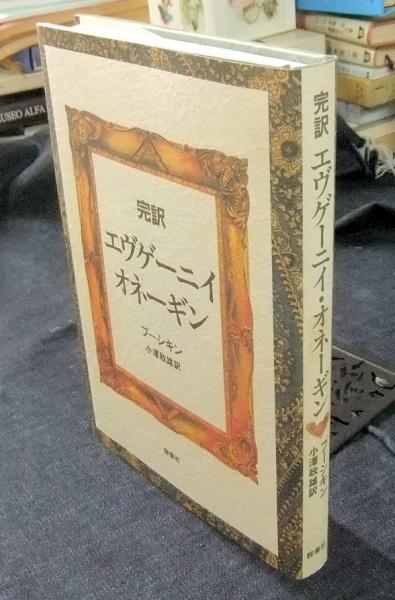 完訳
エヴゲーニイ
オネーギン
プーシキン
小澤政雄訳
群像社
完訳 エヴゲーニイ・オネーギン
プーシキン
小澤政雄訳
群像社
MUSEO ALFA